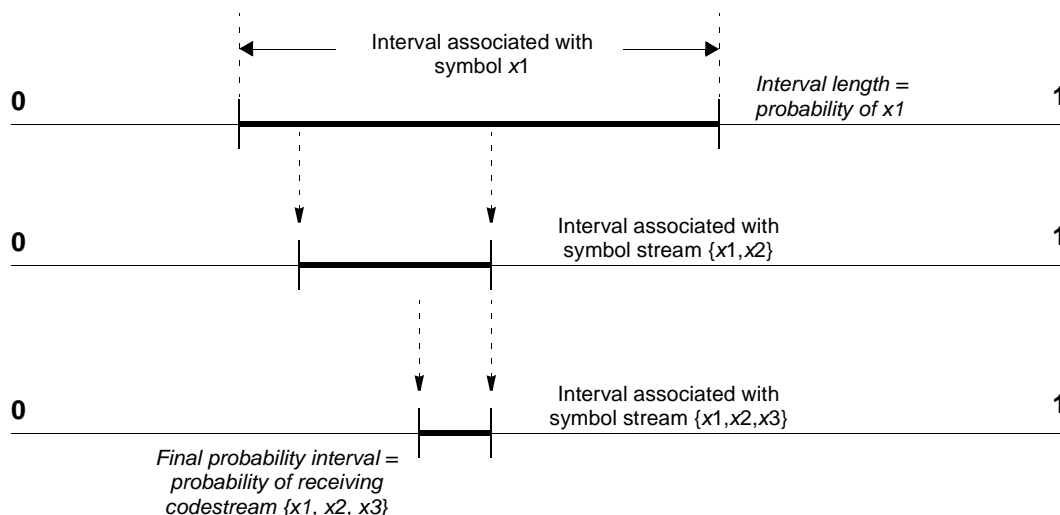 Interval associated with
symbol x1
Interval length =
probability of x1
0
1
Interval associated with
symbol stream {x1,x2}
0
1
Interval associated with
symbol stream {x1,x2,x3}
0
1
Final probability interval =
probability of receiving
codestream {x1, x2, x3}